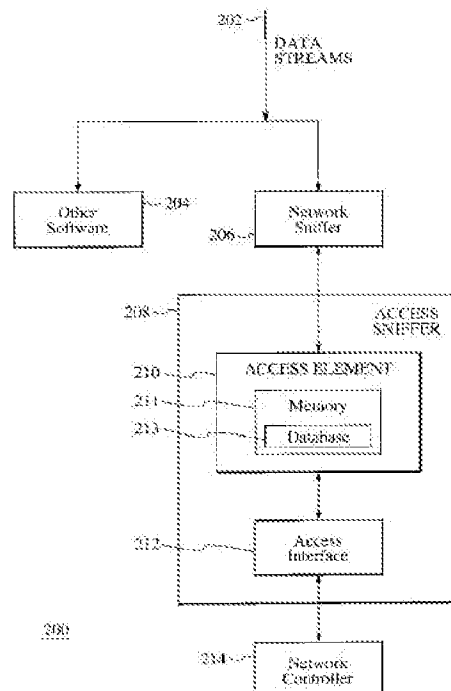 202
DATA
STREAMS
Other
Software
204
206
Network
Sniffer
208
ACCESS
SNIFFER
210
ACCESS ELEMENT
211
Memory
213
Database
212
Access
Interface
200
214
Network
Controller